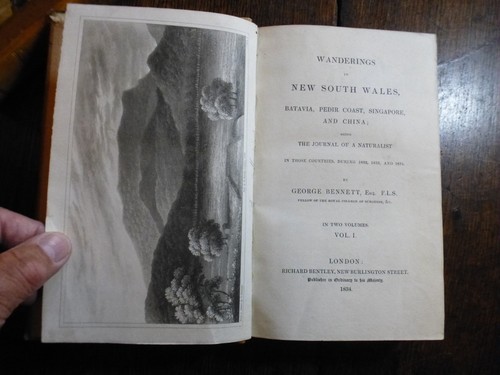 WANDERINGS
IN
NEW SOUTH WALES,
BATAVIA, PEDIR COAST, SINGAPORE,
AND CHINA;
BEING
THE JOURNAL OF A NATURALIST
IN THOSE COUNTRIES, DURING 1832, 1833, AND 1834.
BY
GEORGE BENNETT, Esq. F.L.S.
FELLOW OF THE ROYAL COLLEGE OF SURGEONS, &c.
IN TWO VOLUMES.
VOL. I.
LONDON:
RICHARD BENTLEY, NEW BURLINGTON STREET,
Publisher in Ordinary to his Majesty.
1834.